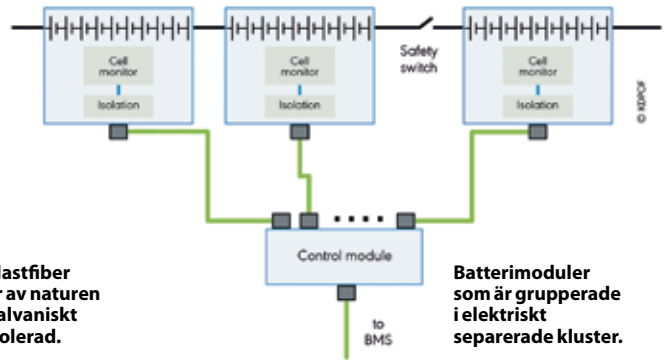 Cell
monitor
Isolation
Cell
monitor
Isolation
Safety
switch
Cell
monitor
Isolation
© KDPOF
Control module
to
BMS
lastfiber
r av naturen
alvaniskt
olerad.
Batterimoduler
som är grupperade
i elektriskt
separerade kluster.